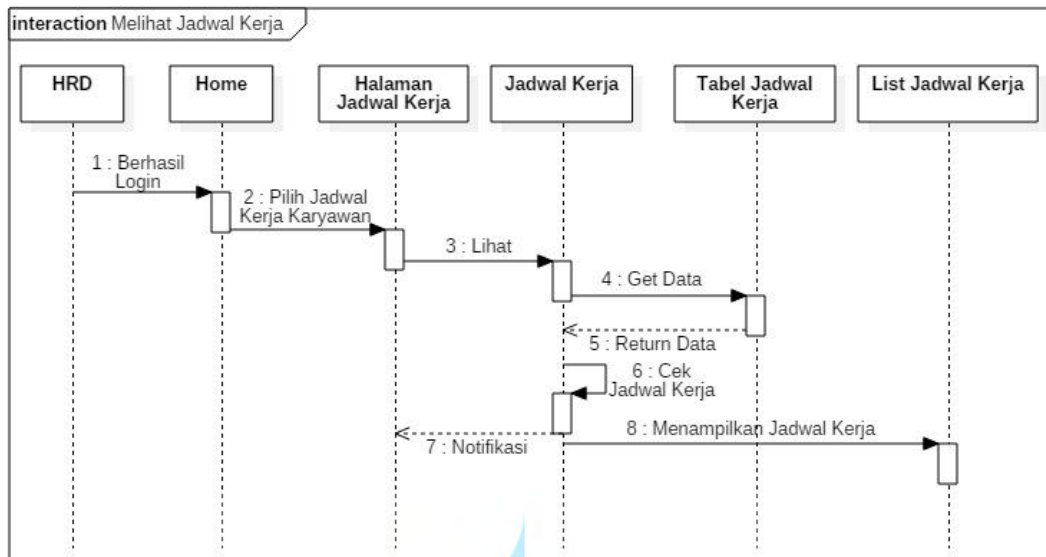 interaction Melihat Jadwal Kerja
HRD
Home
Halaman
Jadwal Kerja
Jadwal Kerja
Tabel Jadwal
Kerja
List Jadwal Kerja
1 : Berhasil
Login
2 : Pilih Jadwal
Kerja Karyawan
3 : Lihat
4 : Get Data
5 : Return Data
6 : Cek
Jadwal Kerja
7 : Notifikasi
8 : Menampilkan Jadwal Kerja